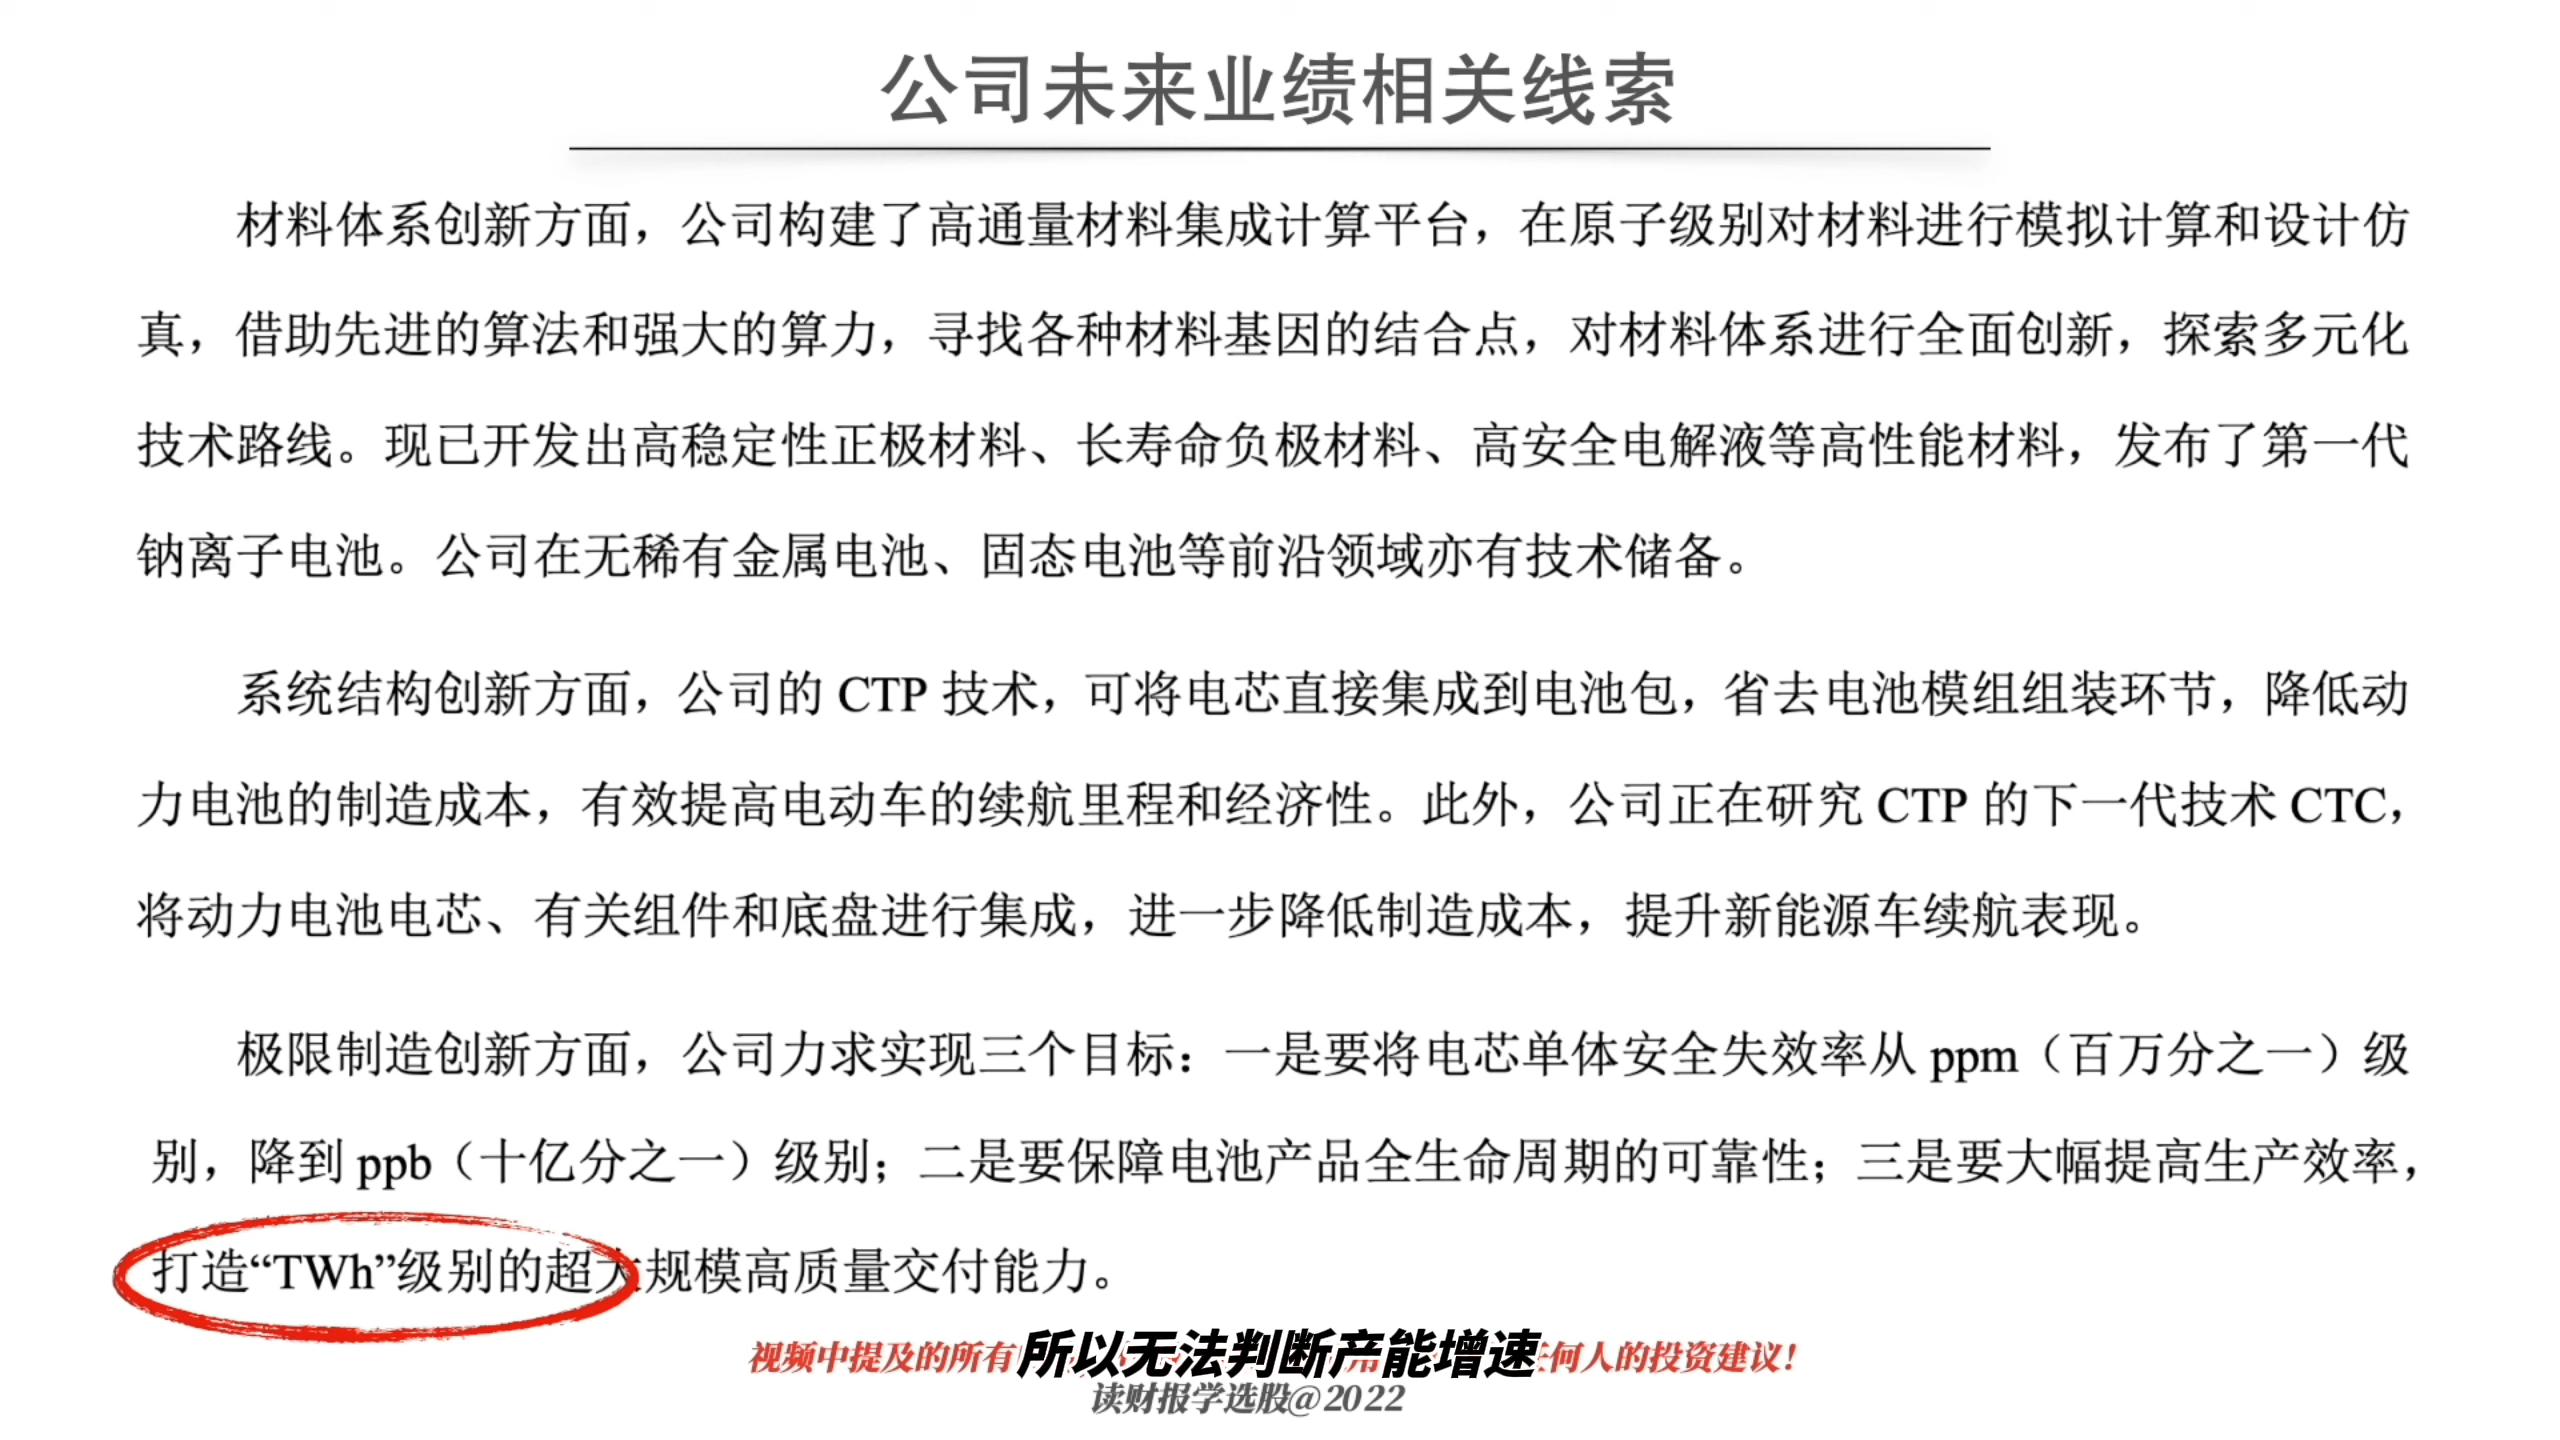 公司未来业绩相关线索
材料体系创新方面，公司构建了高通量材料集成计算平台，在原子级别对材料进行模拟计算和设计仿
真，借助先进的算法和强大的算力，寻找各种材料基因的结合点，对材料体系进行全面创新，探索多元化
技术路线。现已开发出高稳定性正极材料、长寿命负极材料、高安全电解液等高性能材料，发布了第一代
钠离子电池。公司在无稀有金属电池、固态电池等前沿领域亦有技术储备。
系统结构创新方面，公司的 CTP 技术，可将电芯直接集成到电池包，省去电池模组组装环节，降低动
力电池的制造成本，有效提高电动车的续航里程和经济性。此外，公司正在研究 CTP 的下一代技术 CTC，
将动力电池电芯、有关组件和底盘进行集成，进一步降低制造成本，提升新能源车续航表现。
极限制造创新方面，公司力求实现三个目标：一是要将电芯单体安全失效率从 ppm（百万分之一）级
别，降到 ppb（十亿分之一）级别；二是要保障电池产品全生命周期的可靠性；三是要大幅提高生产效率，
打造“TWh”级别的超大规模高质量交付能力。
视频中提及的所有 何人的投资建议！
所以无法判断产能增速
读财报学选股@2022